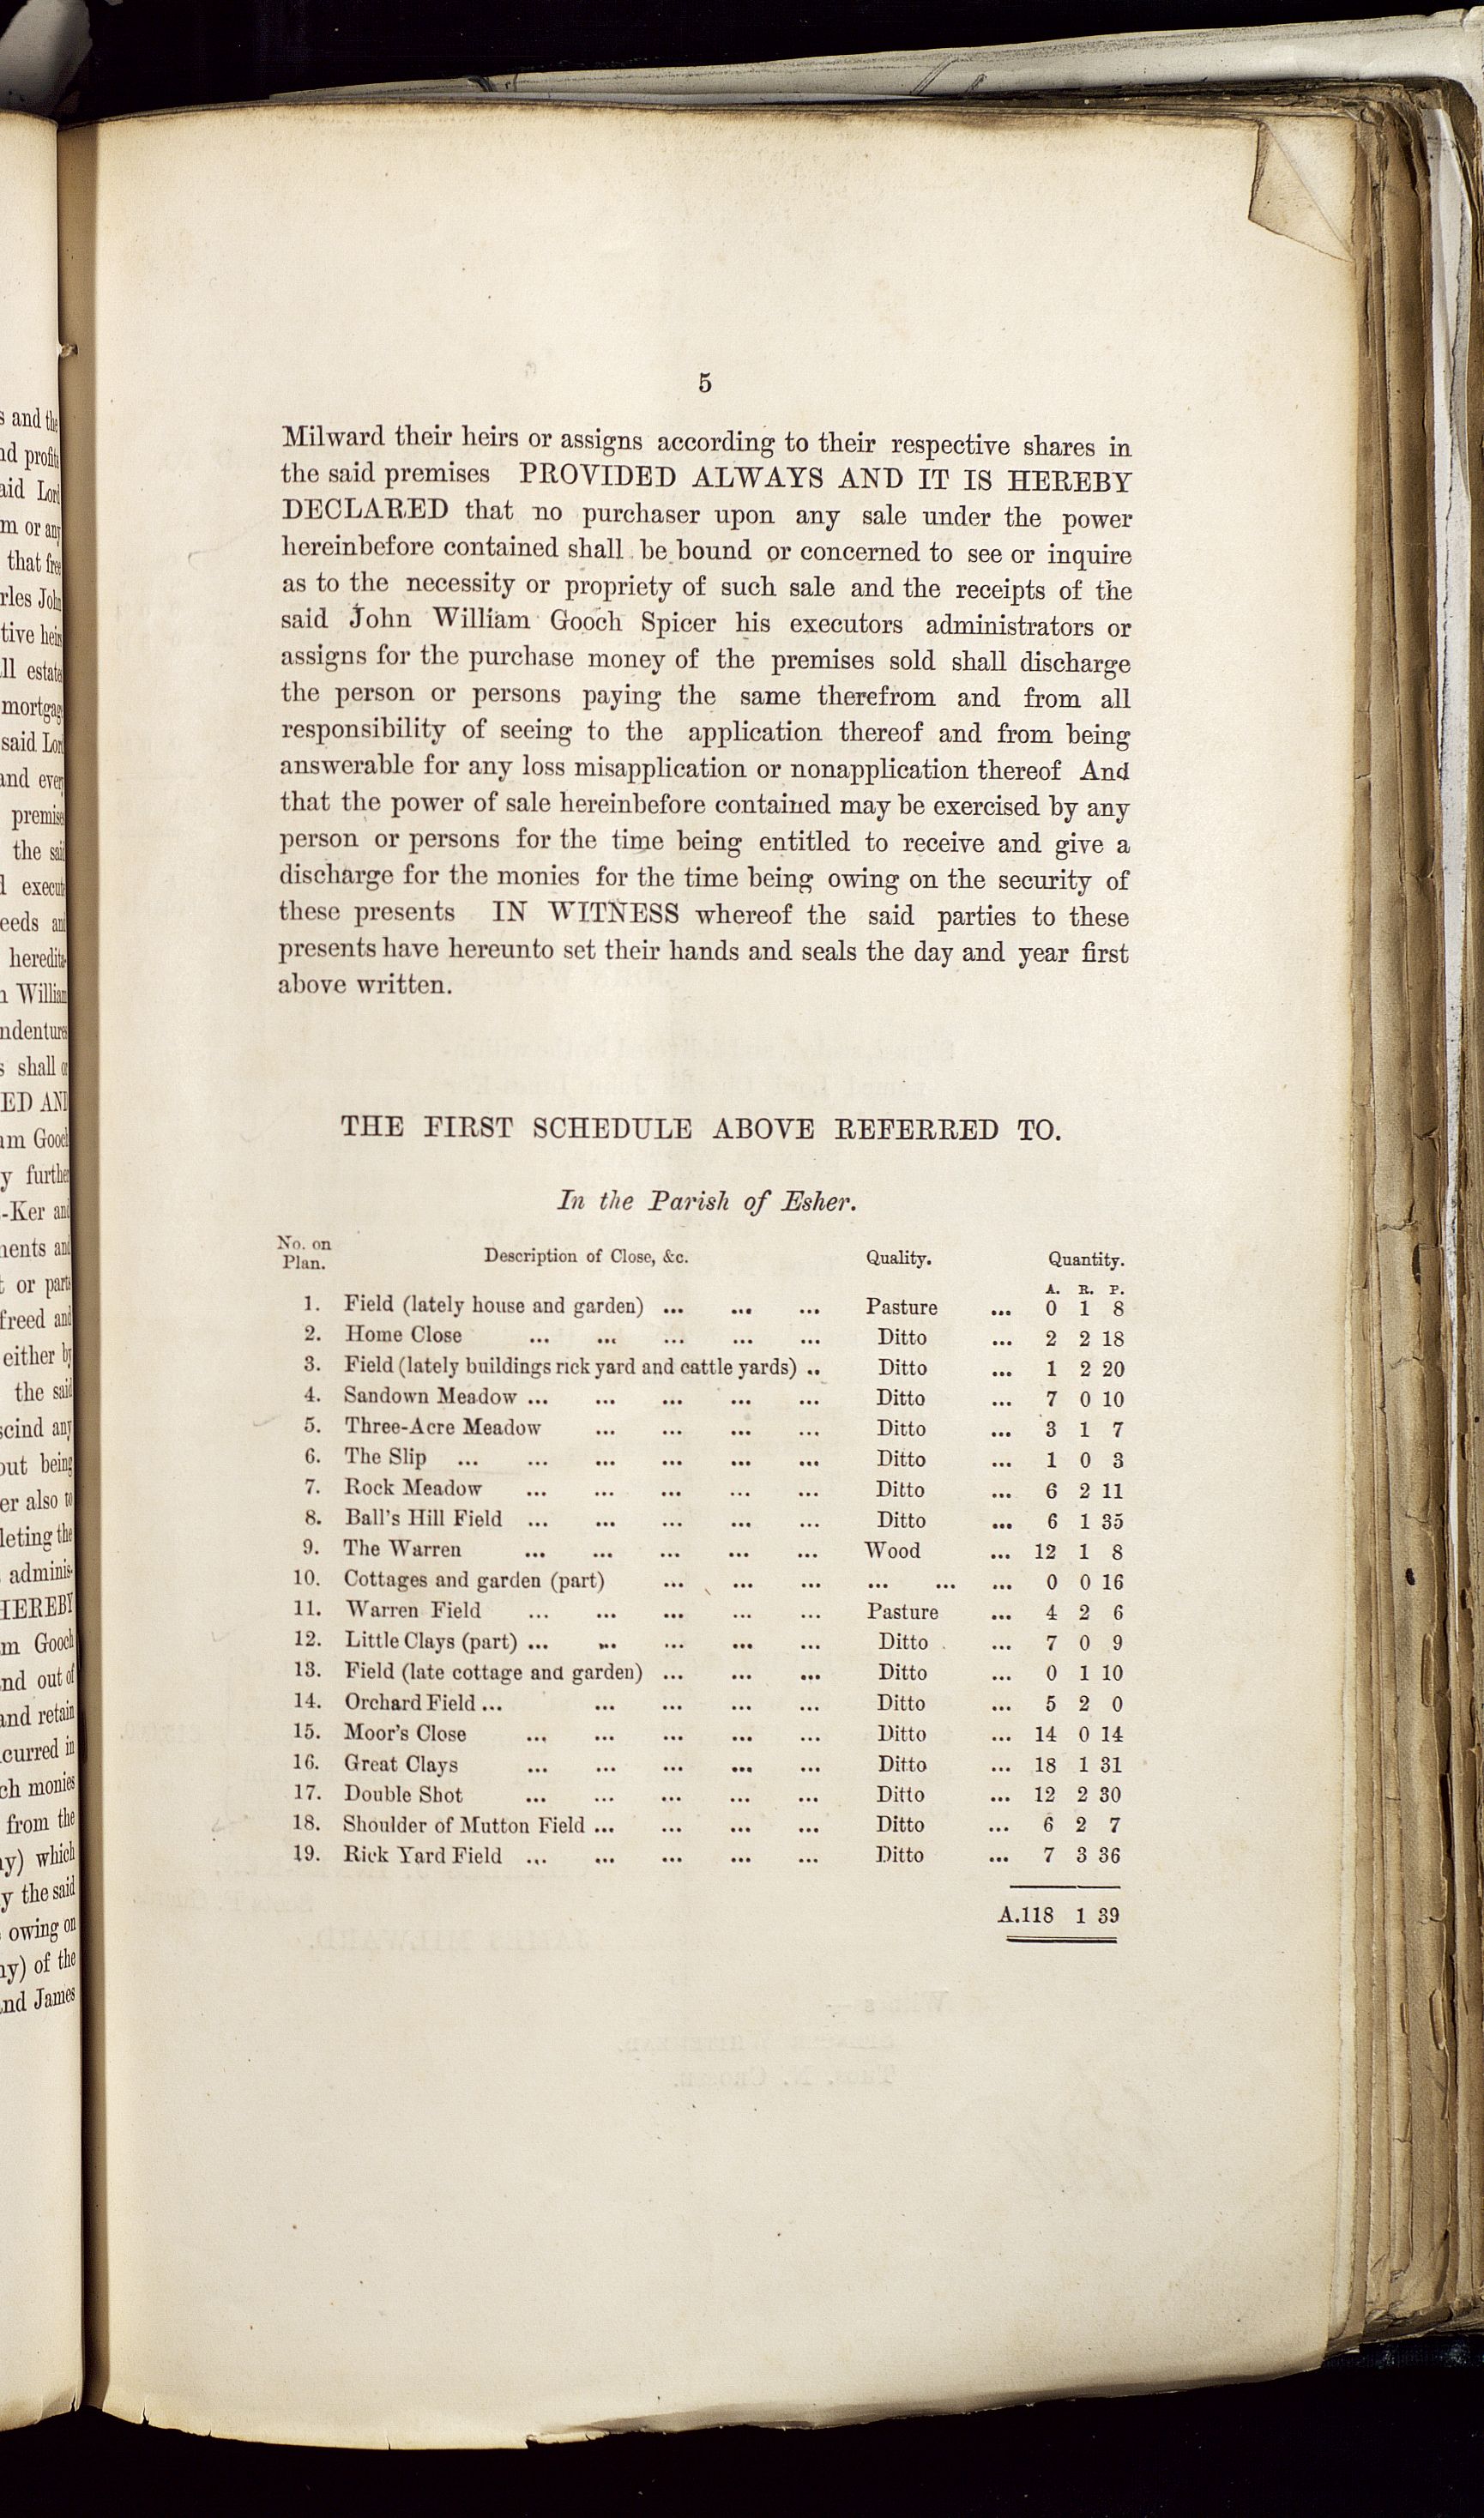 5
Milward their heirs or assigns according to their respective shares in
the said premises PROVIDED ALWAYS AND IT IS HEREBY
DECLARED that no purchaser upon any sale under the power
hereinbefore contained shall be bound or concerned to see or inquire
as to the necessity or propriety of such sale and the receipts of the
said John William Gooch Spicer his executors administrators or
assigns for the purchase money of the premises sold shall discharge
the person or persons paying the same therefrom and from all
responsibility of seeing to the application thereof and from being
answerable for any loss misapplication or nonapplication thereof And
that the power of sale hereinbefore contained may be exercised by any
person or persons for the time being entitled to receive and give a
discharge for the monies for the time being owing on the security of
these presents IN WITNESS whereof the said parties to these
presents have hereunto set their hands and seals the day and year first
above written.
THE FIRST SCHEDULE ABOVE REFERRED TO.
In the Parish of Esher.
No. on Plan. Description of Close, &c. Quality. Quantity.
A. R. P.
1. Field (lately house and garden) ... ... ... Pasture ... 0 1 8
2. Home Close ... ... ... ... ... Ditto ... 2 2 18
3. Field (lately buildings rick yard and cattle yards) .. Ditto ... 1 2 20
4. Sandown Meadow ... ... ... ... ... Ditto ... 7 0 10
5. Three-Acre Meadow ... ... ... ... Ditto ... 3 1 7
6. The Slip ... ... ... ... ... ... Ditto ... 1 0 3
7. Rock Meadow ... ... ... ... ... Ditto ... 6 2 11
8. Ball's Hill Field ... ... ... ... ... Ditto ... 6 1 35
9. The Warren ... ... ... ... ... Wood ... 12 1 8
10. Cottages and garden (part) ... ... ... ... ... ... 0 0 16
11. Warren Field ... ... ... ... ... Pasture ... 4 2 6
12. Little Clays (part) ... ... ... ... ... Ditto ... 7 0 9
13. Field (late cottage and garden) ... ... ... Ditto ... 0 1 10
14. Orchard Field ... ... ... ... ... Ditto ... 5 2 0
15. Moor's Close ... ... ... ... ... Ditto ... 14 0 14
16. Great Clays ... ... ... ... ... Ditto ... 18 1 31
17. Double Shot ... ... ... ... ... Ditto ... 12 2 30
18. Shoulder of Mutton Field ... ... ... ... Ditto ... 6 2 7
19. Rick Yard Field ... ... ... ... ... Ditto ... 7 3 36
A.118 1 39